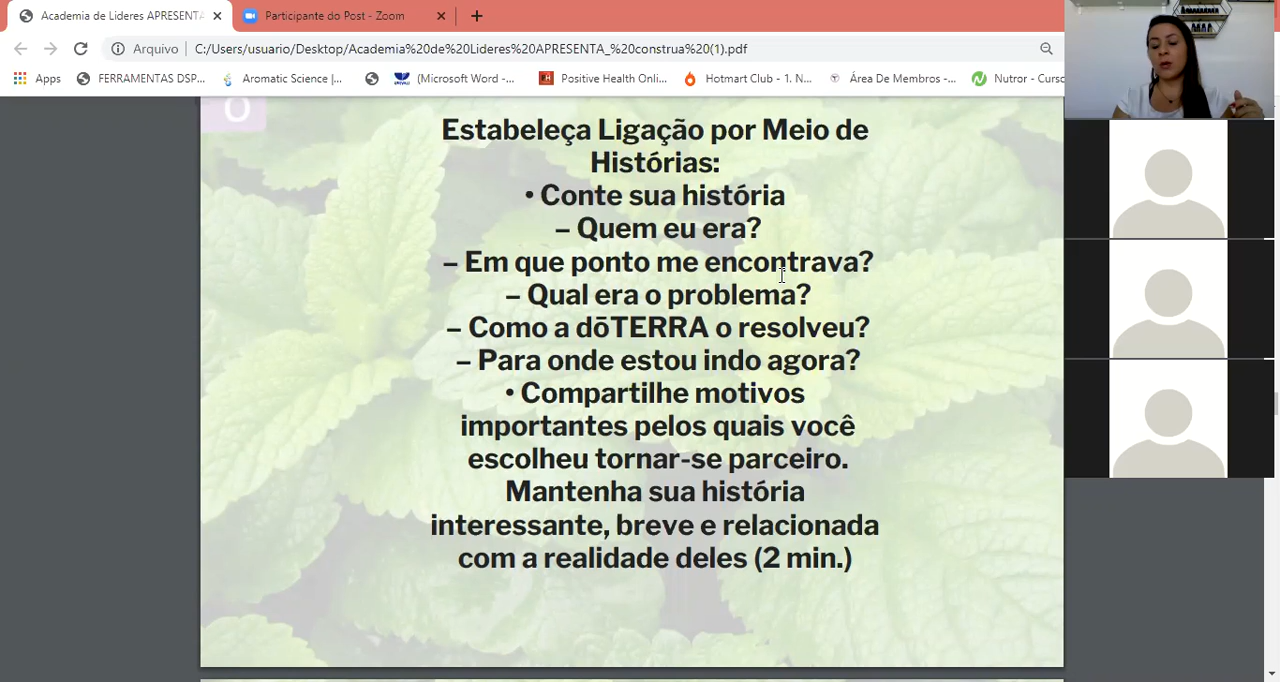 Academia de Lideres APRESENTA
Participante do Post - Zoom
Arquivo
C:/Users/usuario/Desktop/Academia%20de%20Lideres%20APRESENTA_%20construa%20(1).pdf
Apps
FERRAMENTAS DSP...
Aromatic Science |...
(Microsoft Word -...
Positive Health Onli...
Hotmart Club - 1. N...
Área De Membros -...
Nutror - Curso
O
Estabeleça Ligação por Meio de
Histórias:
• Conte sua história
– Quem eu era?
– Em que ponto me encontrava?
– Qual era o problema?
– Como a dōTERRA o resolveu?
– Para onde estou indo agora?
• Compartilhe motivos
importantes pelos quais você
escolheu tornar-se parceiro.
Mantenha sua história
interessante, breve e relacionada
com a realidade deles (2 min.)